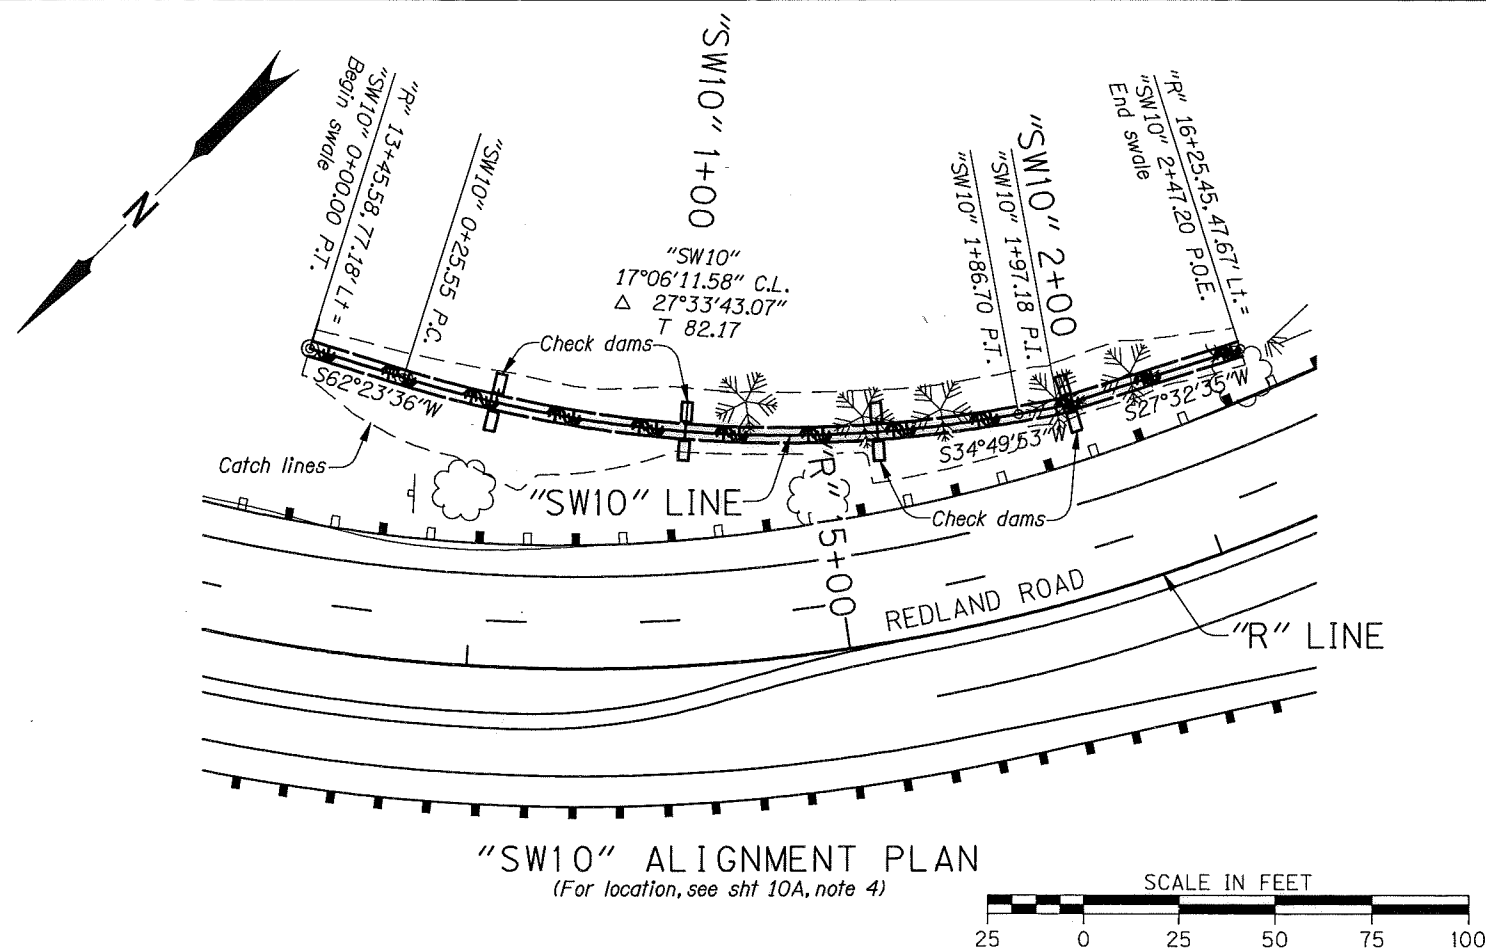 "R" 13+45.58, 77.18' Lt =
"SW10" 0+00.00 P.T.
Begin swale
"SW10" 0+25.55 P.C.
"SW10" 1+00
"SW10"
17°06'11.58" C.L.
Δ 27°33'43.07"
T 82.17
Check dams
"SW10" 1+86.70 P.T.
"SW10" 1+97.18 P.I.
"SW10" 2+00
"R" 16+25.45, 47.67' Lt. =
"SW10" 2+47.20 P.O.E.
End swale
N
S62°23'36"W
S34°49'53"W
S27°32'35"W
Catch lines
"SW10" LINE
Check dams
"R" 15+00
REDLAND ROAD
"R" LINE
"SW10" ALIGNMENT PLAN
(For location, see sht 10A, note 4)
SCALE IN FEET
25 0 25 50 75 100